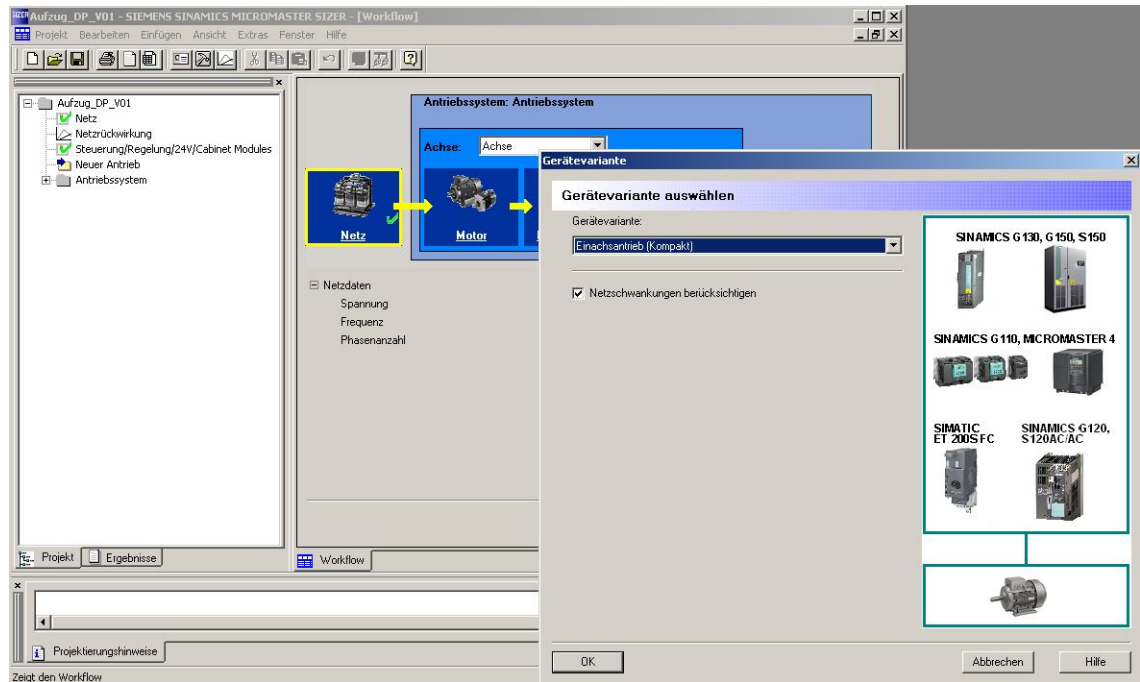 Aufzug_DP_V01 - SIEMENS SINAMICS MICROMASTER SIZER - [Workflow]
Projekt Bearbeiten Einfügen Ansicht Extras Fenster Hilfe
Aufzug_DP_V01
Netz
Netzrückwirkung
Steuerung/Regelung/24V/Cabinet Modules
Neuer Antrieb
Antriebssystem
Projekt
Ergebnisse
Antriebssystem: Antriebssystem
Achse: Achse
Netz
Motor
Netzdaten
Spannung
Frequenz
Phasenanzahl
Workflow
Projektierungshinweise
Zeigt den Workflow
Gerätevariante
Gerätevariante auswählen
Gerätevariante:
Einachsantrieb (Kompakt)
Netzschwankungen berücksichtigen
SINAMICS G130, G150, S150
SINAMICS G110, MICROMASTER 4
SIMATIC
ET 200S FC
SINAMICS G120,
S120AC/AC
OK
Abbrechen
Hilfe